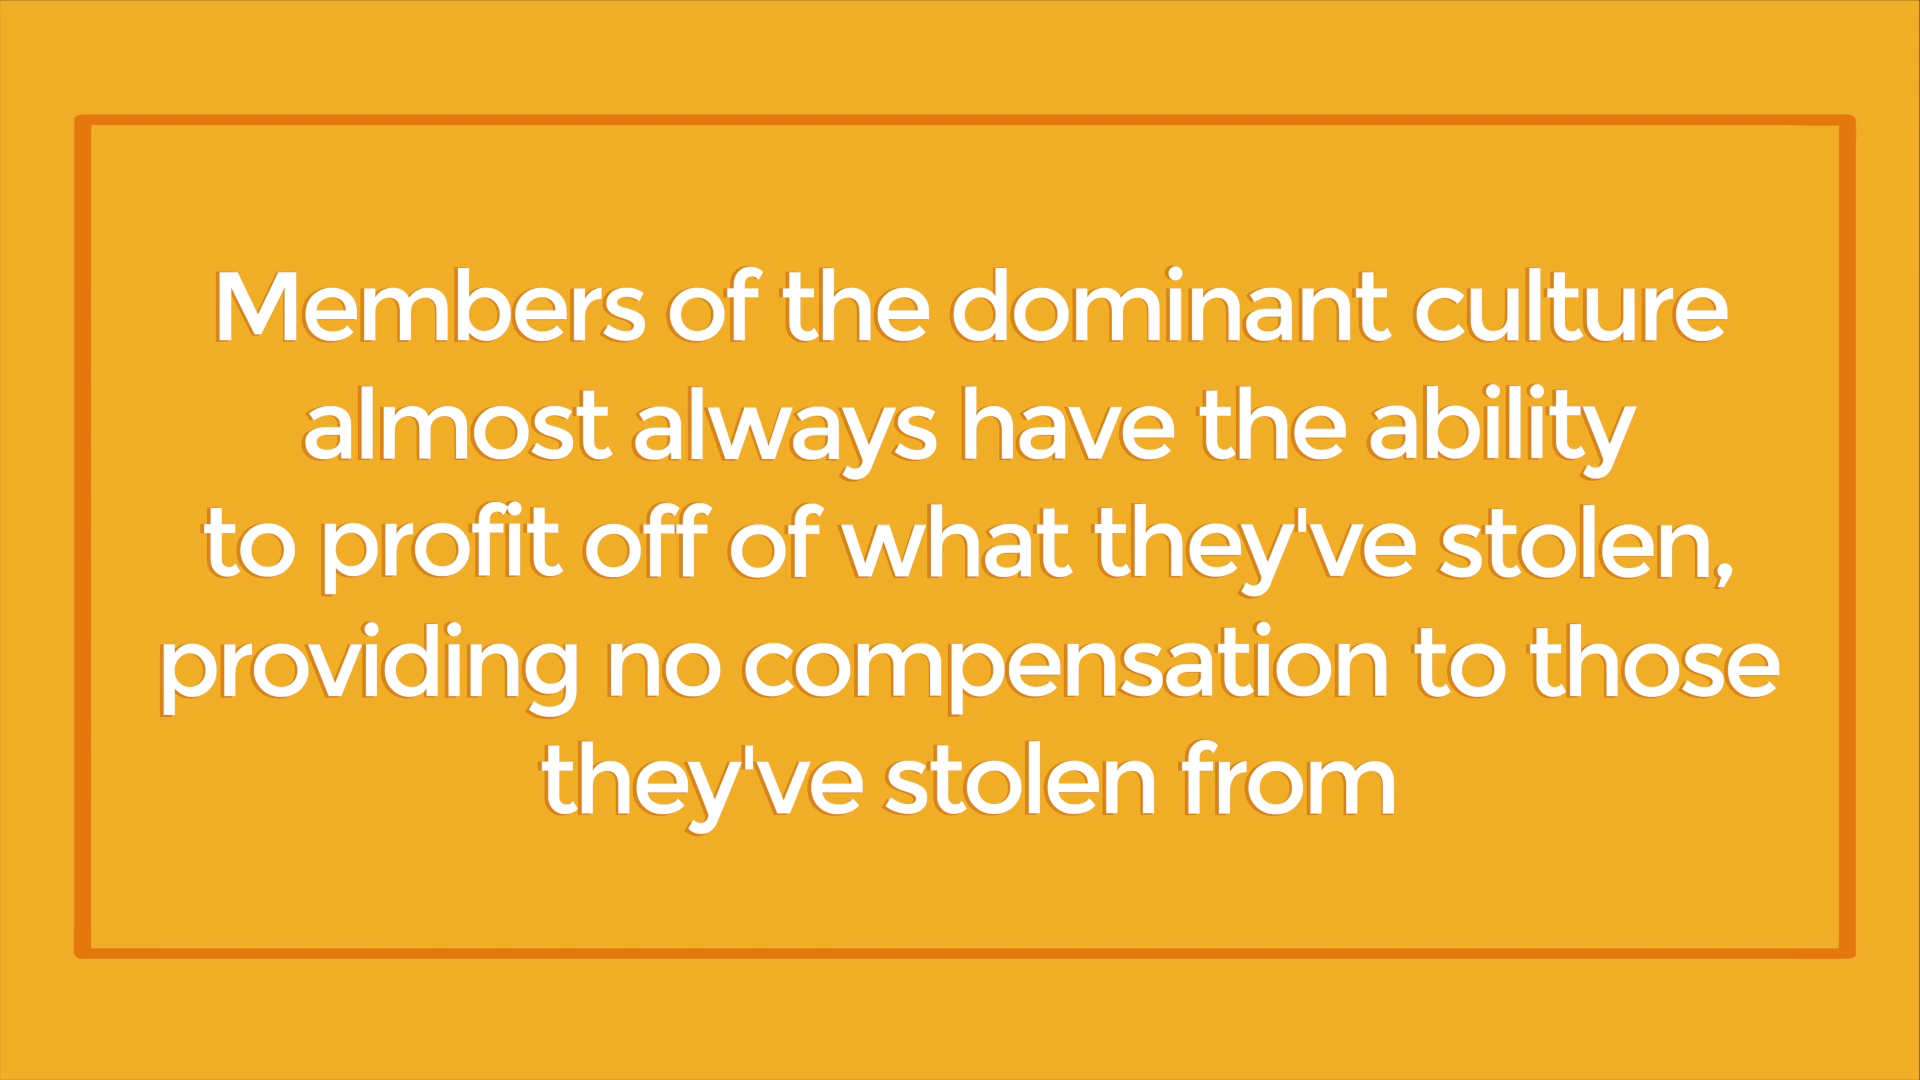 Members of the dominant culture
almost always have the ability
to profit off of what they've stolen,
providing no compensation to those
they've stolen from